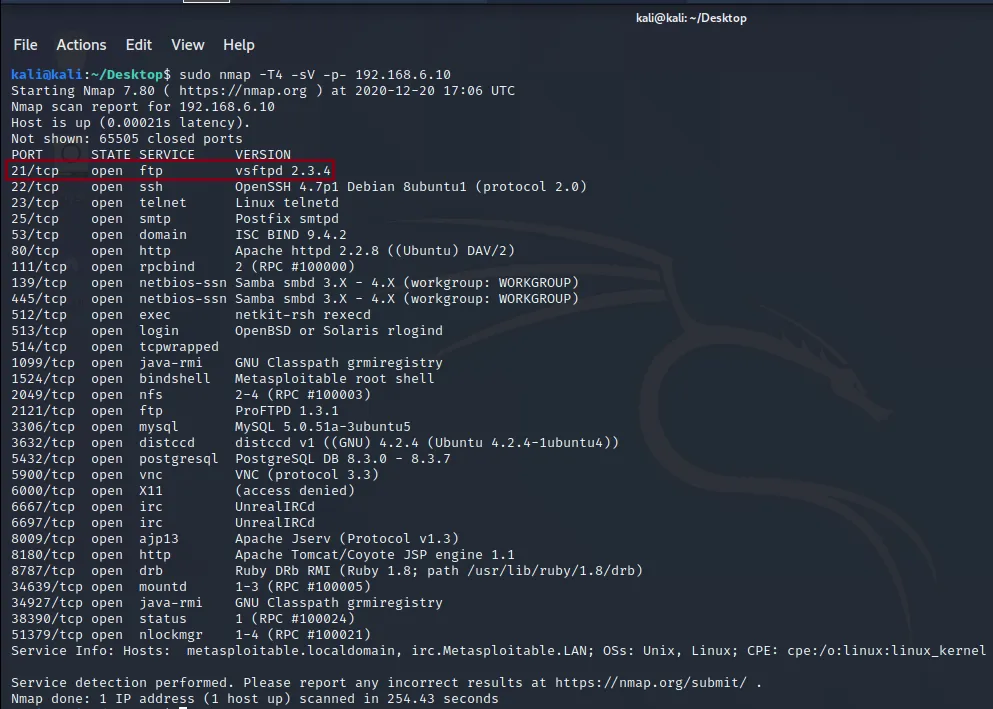 kali@kali: ~/Desktop
File Actions Edit View Help
kali@kali:~/Desktop$ sudo nmap -T4 -sV -p- 192.168.6.10
Starting Nmap 7.80 ( https://nmap.org ) at 2020-12-20 17:06 UTC
Nmap scan report for 192.168.6.10
Host is up (0.00021s latency).
Not shown: 65505 closed ports
PORT      STATE SERVICE     VERSION
21/tcp    open  ftp         vsftpd 2.3.4
22/tcp    open  ssh         OpenSSH 4.7p1 Debian 8ubuntu1 (protocol 2.0)
23/tcp    open  telnet      Linux telnetd
25/tcp    open  smtp        Postfix smtpd
53/tcp    open  domain      ISC BIND 9.4.2
80/tcp    open  http        Apache httpd 2.2.8 ((Ubuntu) DAV/2)
111/tcp   open  rpcbind     2 (RPC #100000)
139/tcp   open  netbios-ssn Samba smbd 3.X - 4.X (workgroup: WORKGROUP)
445/tcp   open  netbios-ssn Samba smbd 3.X - 4.X (workgroup: WORKGROUP)
512/tcp   open  exec        netkit-rsh rexecd
513/tcp   open  login       OpenBSD or Solaris rlogind
514/tcp   open  tcpwrapped
1099/tcp  open  java-rmi    GNU Classpath grmiregistry
1524/tcp  open  bindshell   Metasploitable root shell
2049/tcp  open  nfs         2-4 (RPC #100003)
2121/tcp  open  ftp         ProFTPD 1.3.1
3306/tcp  open  mysql       MySQL 5.0.51a-3ubuntu5
3632/tcp  open  distccd     distccd v1 ((GNU) 4.2.4 (Ubuntu 4.2.4-1ubuntu4))
5432/tcp  open  postgresql  PostgreSQL DB 8.3.0 - 8.3.7
5900/tcp  open  vnc         VNC (protocol 3.3)
6000/tcp  open  X11         (access denied)
6667/tcp  open  irc         UnrealIRCd
6697/tcp  open  irc         UnrealIRCd
8009/tcp  open  ajp13       Apache Jserv (Protocol v1.3)
8180/tcp  open  http        Apache Tomcat/Coyote JSP engine 1.1
8787/tcp  open  drb         Ruby DRb RMI (Ruby 1.8; path /usr/lib/ruby/1.8/drb)
34639/tcp open  mountd      1-3 (RPC #100005)
34927/tcp open  java-rmi    GNU Classpath grmiregistry
38390/tcp open  status      1 (RPC #100024)
51379/tcp open  nlockmgr    1-4 (RPC #100021)
Service Info: Hosts:  metasploitable.localdomain, irc.Metasploitable.LAN; OSs: Unix, Linux; CPE: cpe:/o:linux:linux_kernel
Service detection performed. Please report any incorrect results at https://nmap.org/submit/ .
Nmap done: 1 IP address (1 host up) scanned in 254.43 seconds